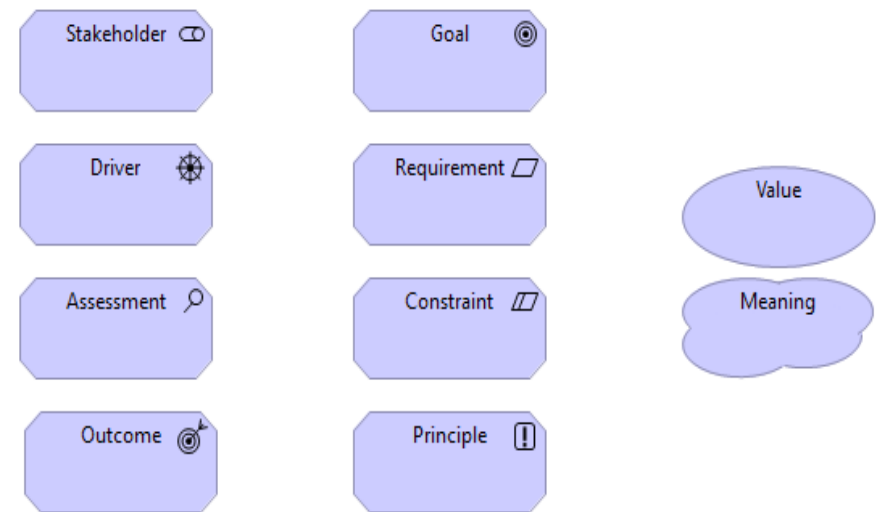 Stakeholder
Goal
Driver
Requirement
Value
Assessment
Constraint
Meaning
Outcome
Principle